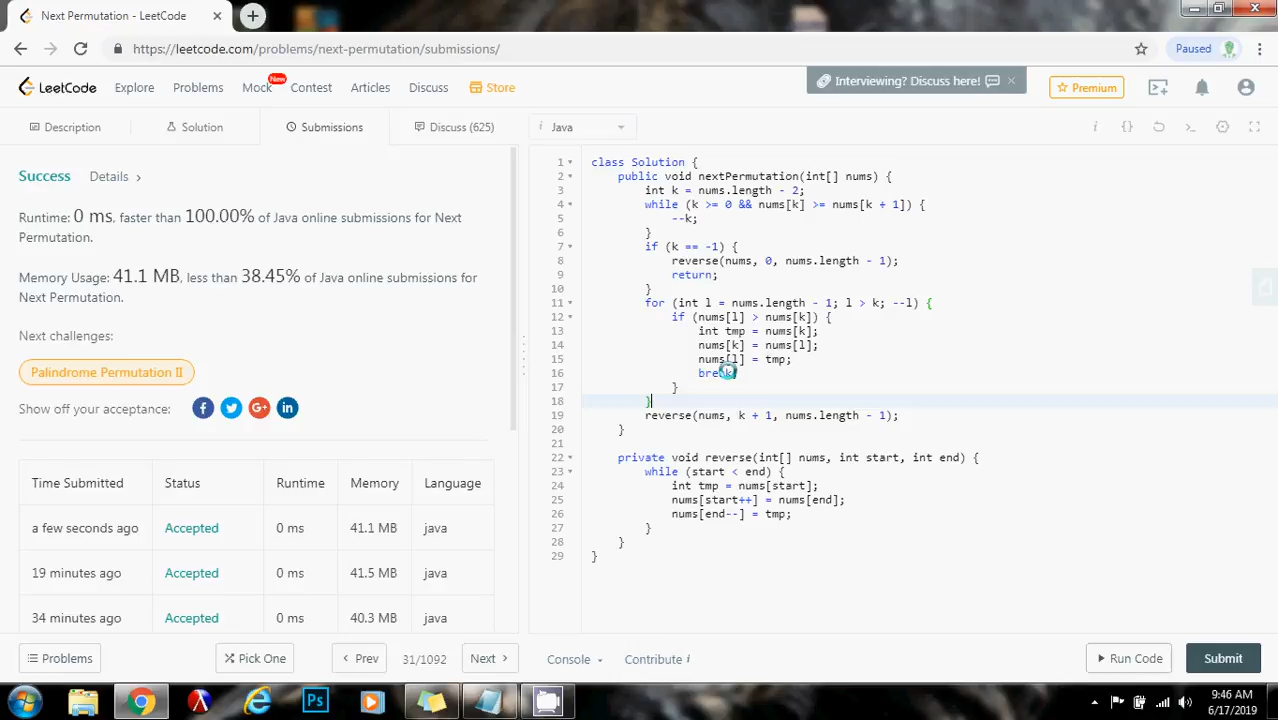 Next Permutation - LeetCode
https://leetcode.com/problems/next-permutation/submissions/
Paused
LeetCode
Explore
Problems
Mock
New
Contest
Articles
Discuss
Store
Interviewing? Discuss here!
Premium
Description
Solution
Submissions
Discuss (625)
i Java
Success
Details
Runtime: 0 ms, faster than 100.00% of Java online submissions for Next
Permutation.
Memory Usage: 41.1 MB, less than 38.45% of Java online submissions for
Next Permutation.
Next challenges:
Palindrome Permutation II
Show off your acceptance:
Time Submitted Status Runtime Memory Language
a few seconds ago Accepted 0 ms 41.1 MB java
19 minutes ago Accepted 0 ms 41.5 MB java
34 minutes ago Accepted 0 ms 40.3 MB java
1 class Solution {
2 public void nextPermutation(int[] nums) {
3 int k = nums.length - 2;
4 while (k >= 0 && nums[k] >= nums[k + 1]) {
5 --k;
6 }
7 if (k == -1) {
8 reverse(nums, 0, nums.length - 1);
9 return;
10 }
11 for (int l = nums.length - 1; l > k; --l) {
12 if (nums[l] > nums[k]) {
13 int tmp = nums[k];
14 nums[k] = nums[l];
15 nums[l] = tmp;
16
17 }
18 }
19 reverse(nums, k + 1, nums.length - 1);
20 }
21
22 private void reverse(int[] nums, int start, int end) {
23 while (start < end) {
24 int tmp = nums[start];
25 nums[start++] = nums[end];
26 nums[end--] = tmp;
27 }
28 }
29 }
Problems
Pick One
Prev
31/1092
Next
Console
Contribute i
Run Code
Submit
Ps
9:46 AM
6/17/2019